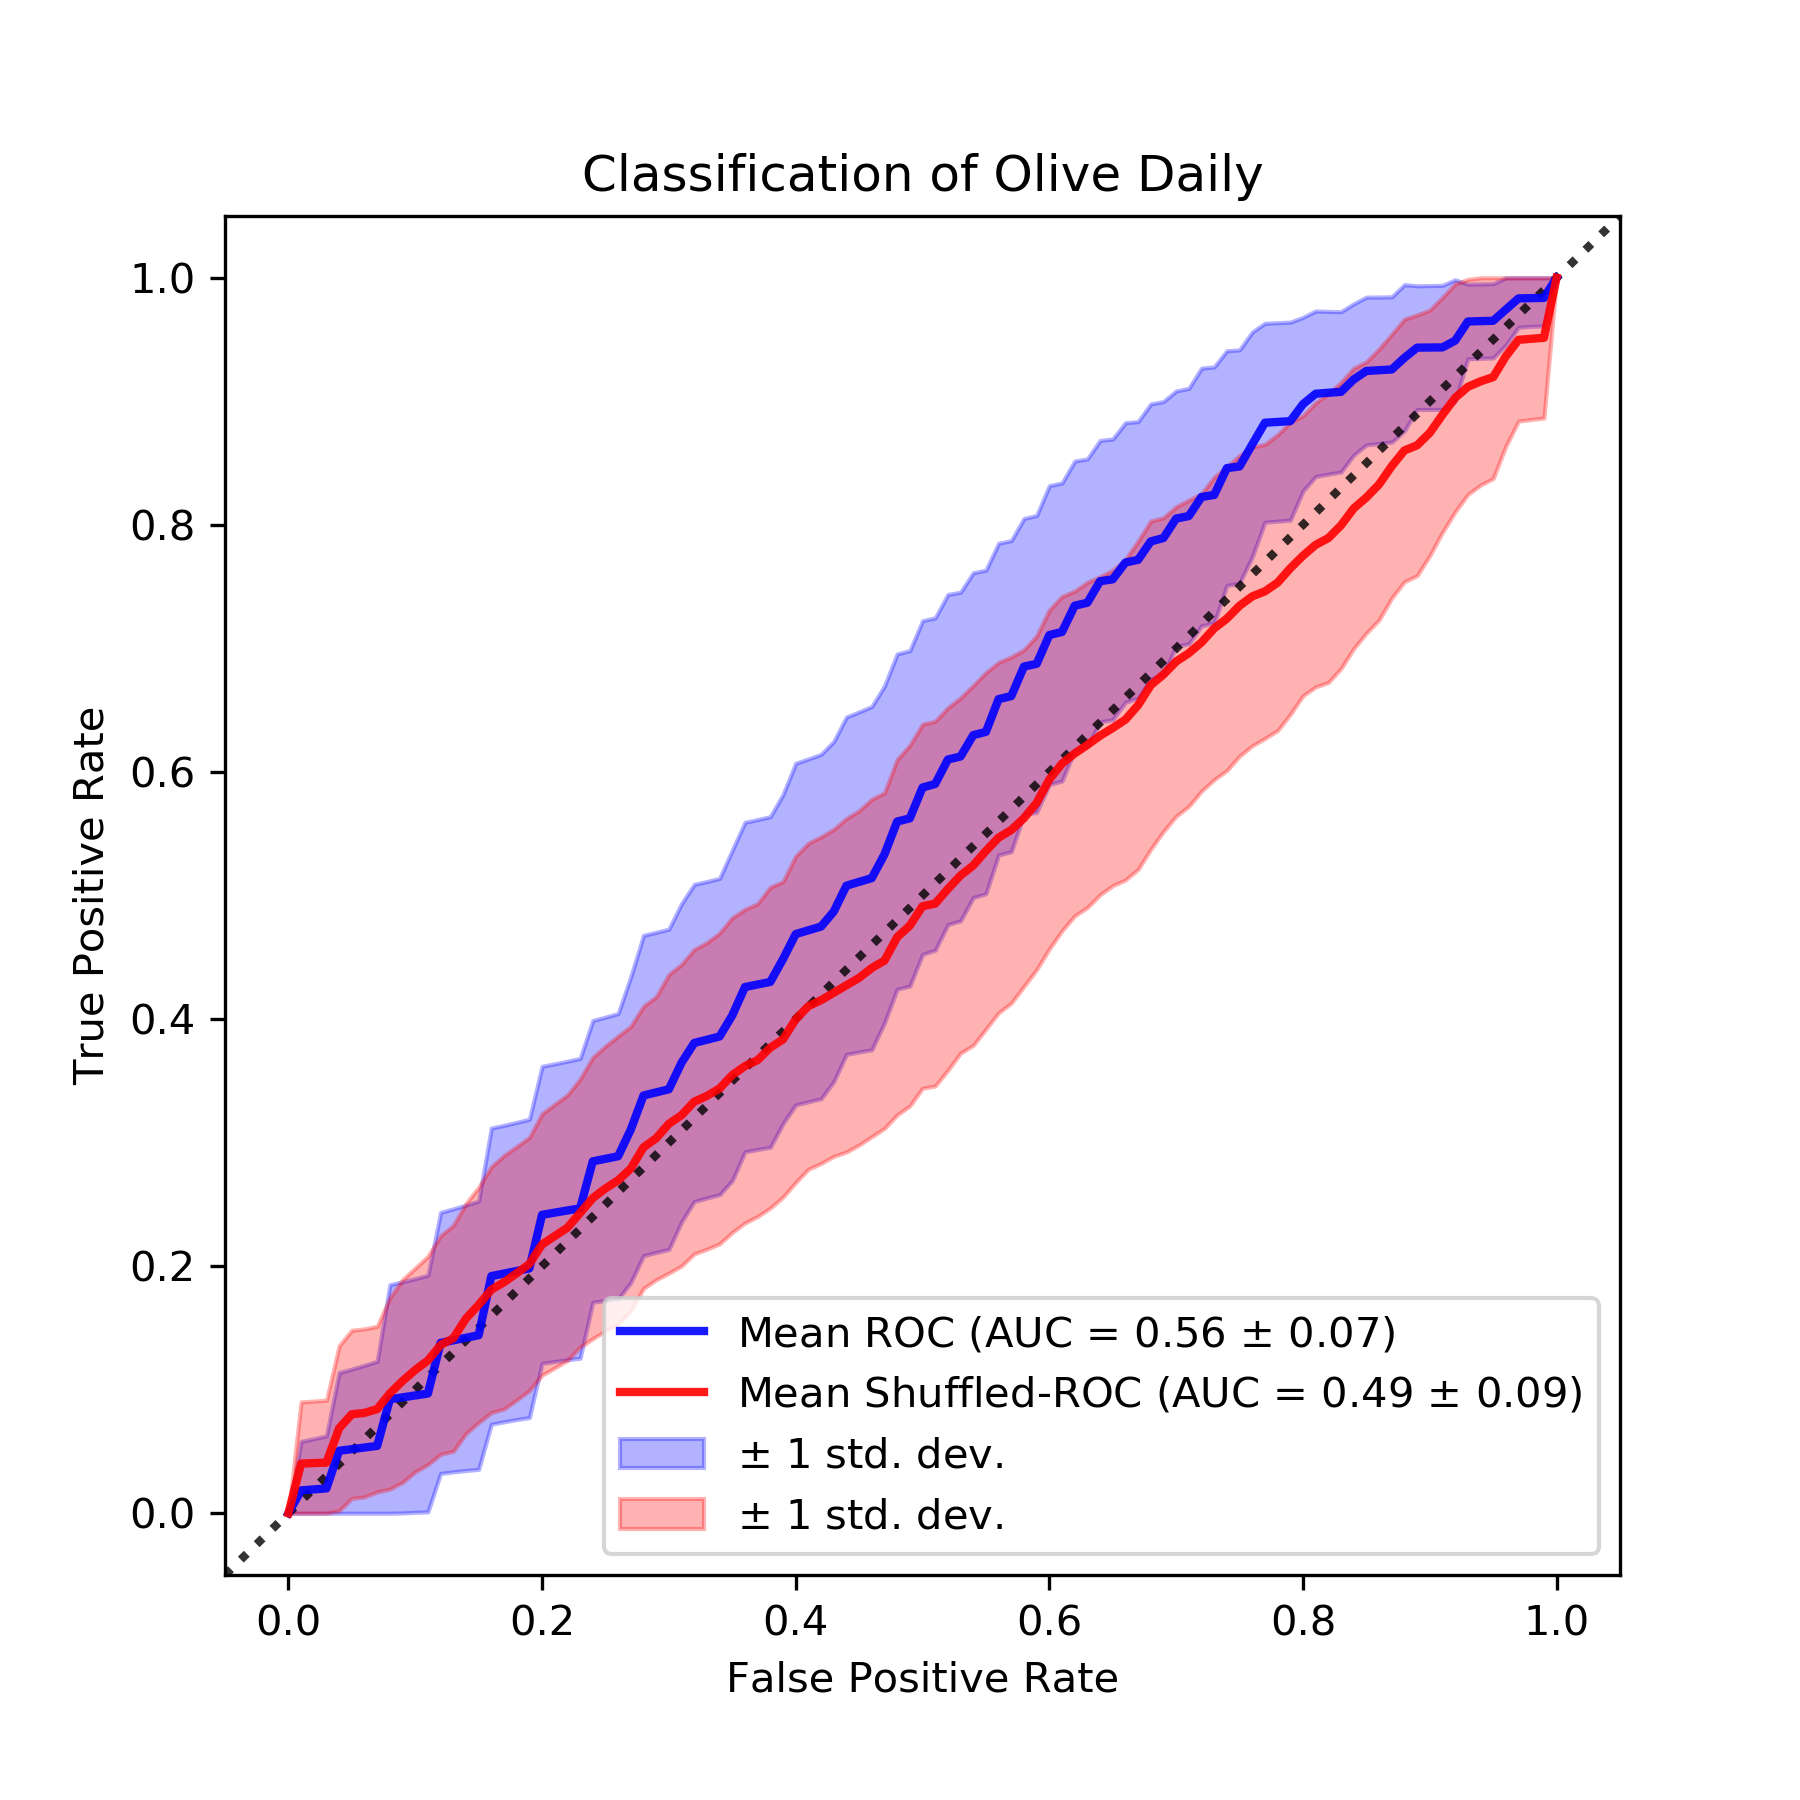 Classification of Olive Daily
True Positive Rate
1.0
0.8
0.6
0.4
0.2
0.0
Mean ROC (AUC = 0.56 ± 0.07)
Mean Shuffled-ROC (AUC = 0.49 ± 0.09)
± 1 std. dev.
± 1 std. dev.
0.0 0.2 0.4 0.6 0.8 1.0
False Positive Rate